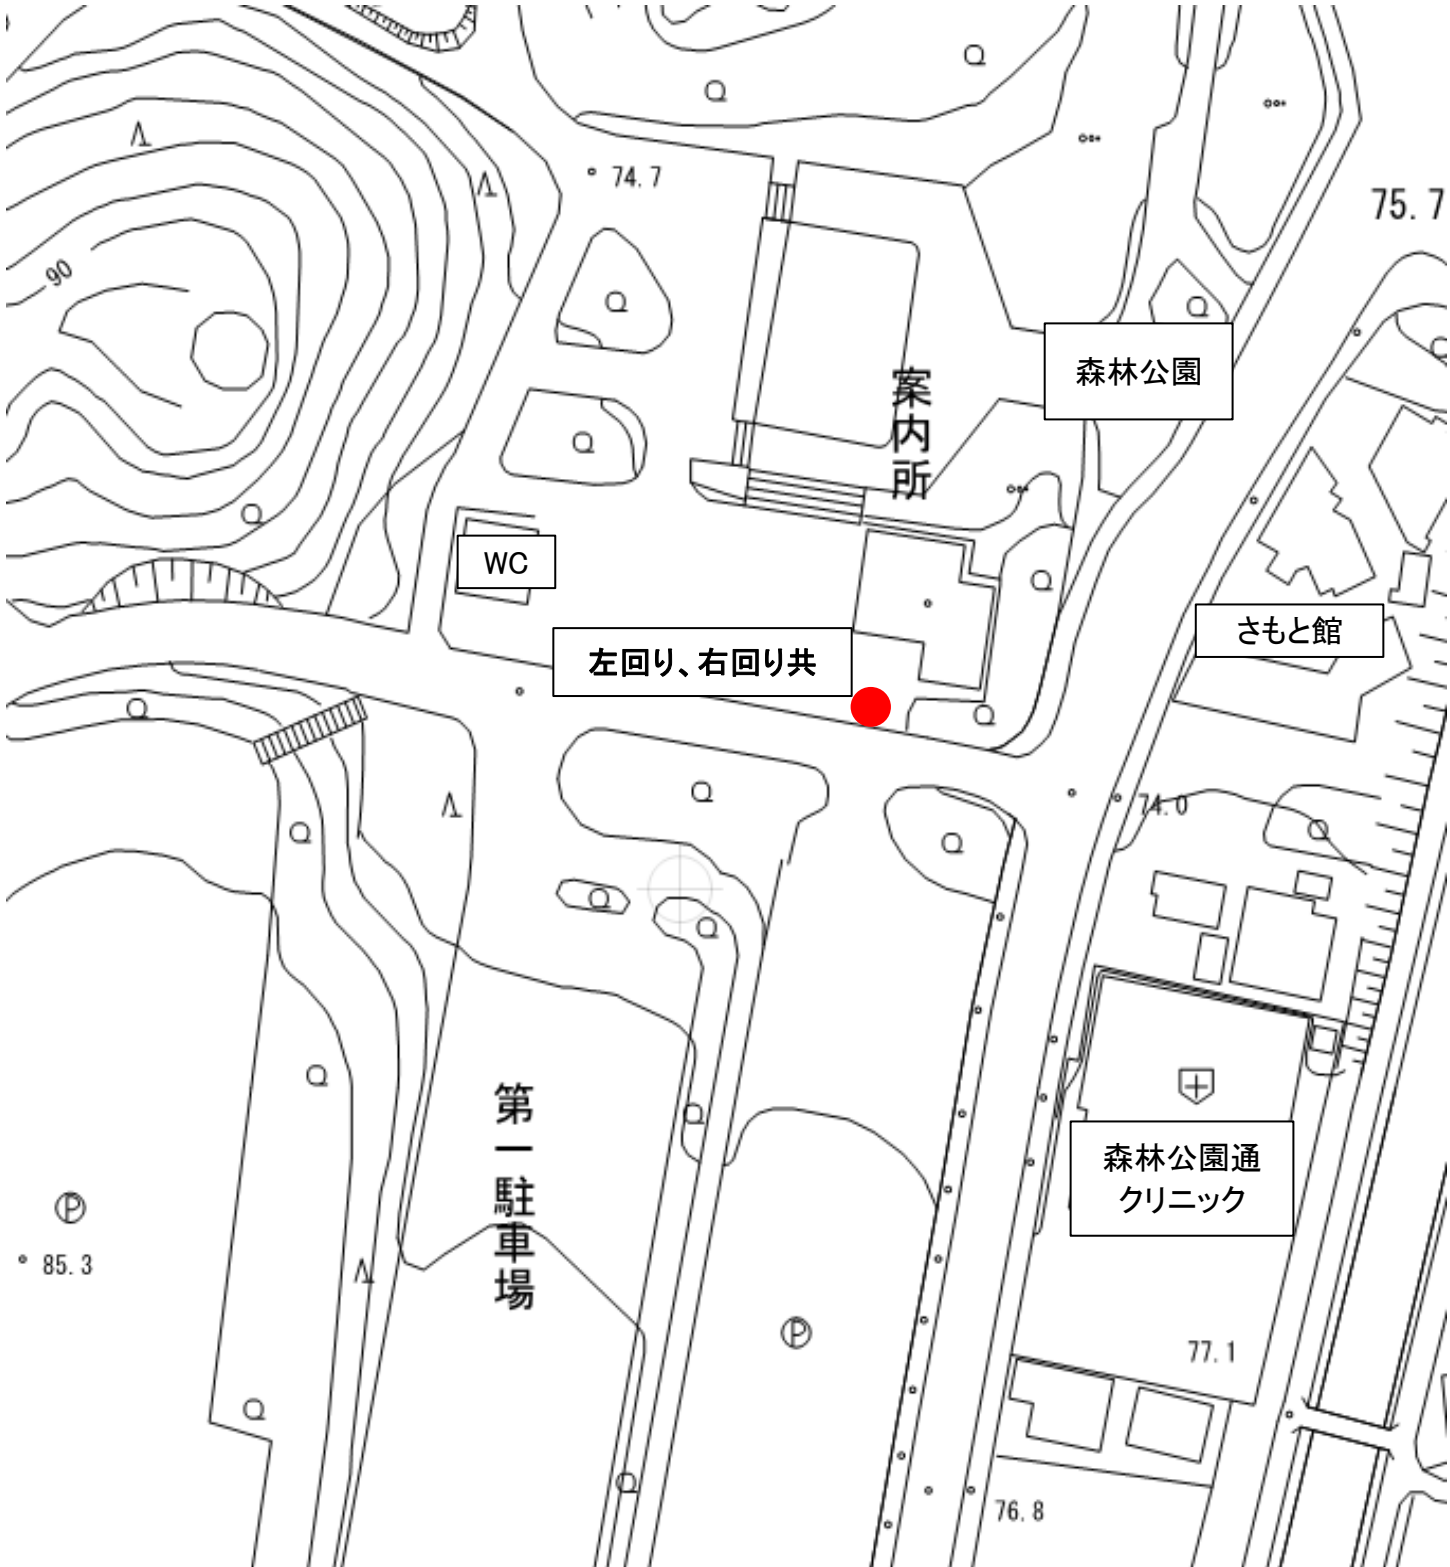 74.7
75.7
90
森林公園
案内所
WC
さもと館
左回り、右回り共
74.0
第一駐車場
森林公園通
クリニック
P
85.3
P
77.1
76.8